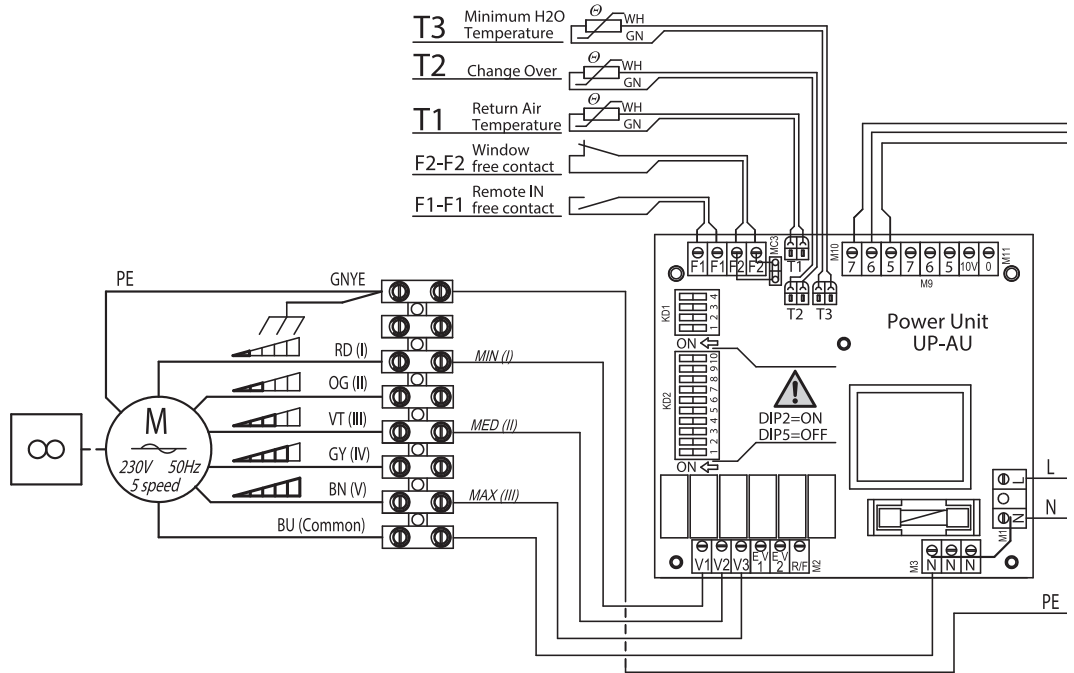 T3 Minimum H2O
Temperature
Θ WH
GN
T2 Change Over
Θ WH
GN
T1 Return Air
Temperature
Θ WH
GN
F2-F2 Window
free contact
F1-F1 Remote IN
free contact
PE
GNYE
RD (I)
OG (II)
VT (III)
GY (IV)
BN (V)
BU (Common)
M
230V 50Hz
5 speed
MIN (I)
MED (II)
MAX (III)
F1 F1 F2 F2
MC3
T1
T2 T3
M10
7 6 5 7 6 5 10V 0
M9
M11
KD1
1 2 3 4
ON
KD2
1 2 3 4 5 6 7 8 9 10
ON
DIP2=ON
DIP5=OFF
Power Unit
UP-AU
L
N
M1
L
N
V1 V2 V3 EV1 EV2 R/F
M2
M3
N N N
PE